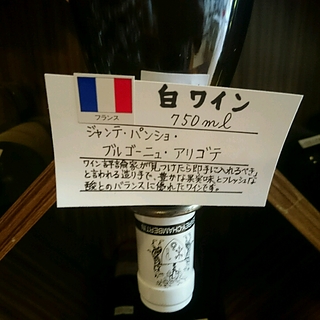 フランス
白ワイン
750ml
ジャンテ・パンショ・
ブルゴーニュ・アリゴテ
ワイン評論家が「見つけたら即手に入れるべき」
と言われる造り手で、豊かな果実味とフレッシュな
酸とのバランスに優れたワインです。